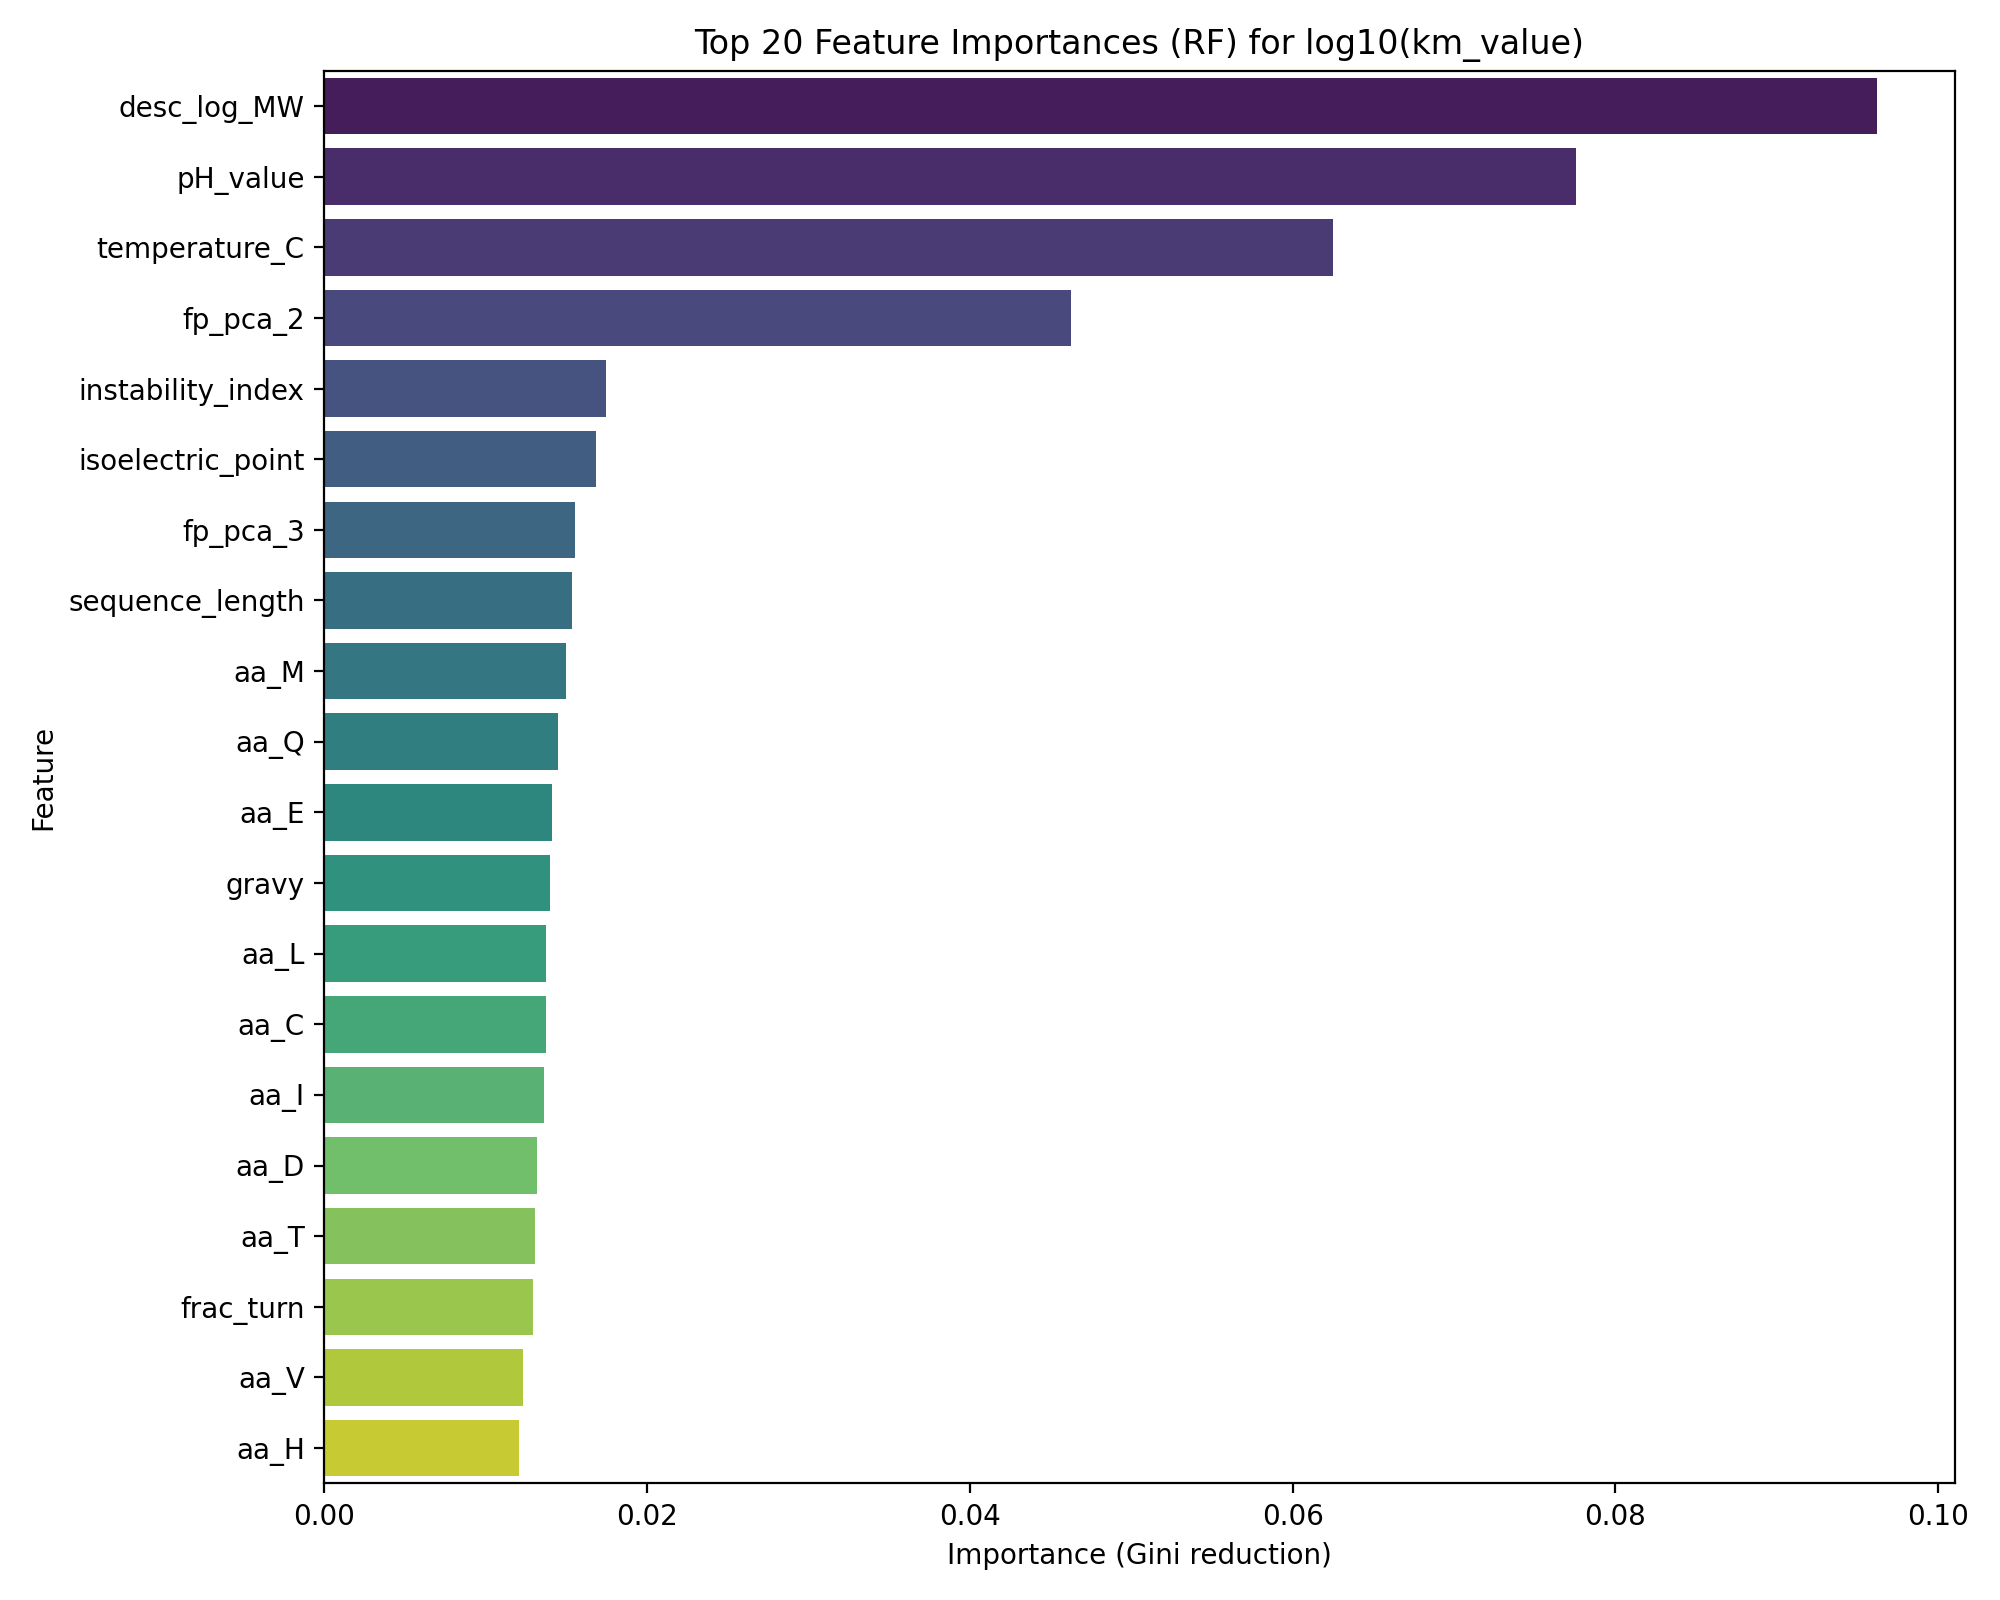 Top 20 Feature Importances (RF) for log10(km_value)
desc_log_MW
pH_value
temperature_C
fp_pca_2
instability_index
isoelectric_point
fp_pca_3
sequence_length
aa_M
aa_Q
aa_E
gravy
aa_L
aa_C
aa_I
aa_D
aa_T
frac_turn
aa_V
aa_H
Feature
0.00 0.02 0.04 0.06 0.08 0.10
Importance (Gini reduction)